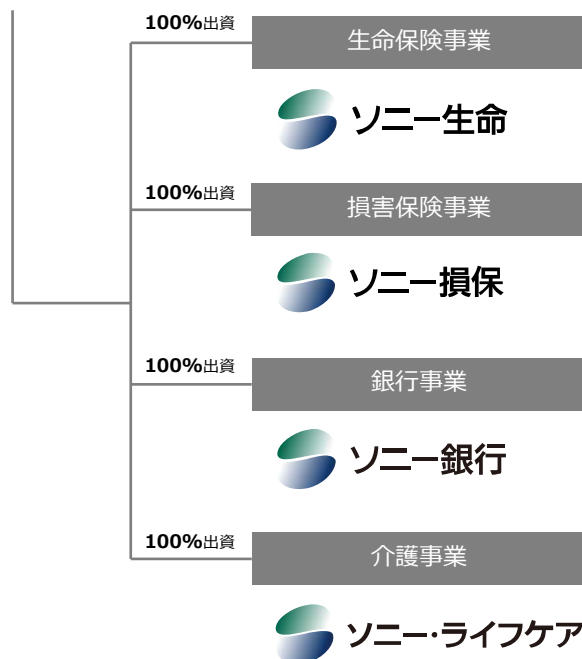 100%出資
生命保険事業
ソニー生命
100%出資
損害保険事業
ソニー損保
100%出資
銀行事業
ソニー銀行
100%出資
介護事業
ソニー・ライフケア